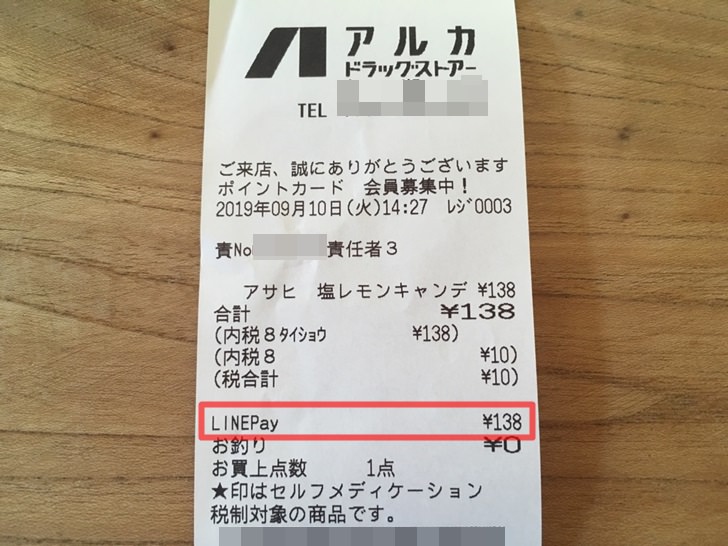 アルカ
ドラッグストアー
TEL
ご来店、誠にありがとうございます
ポイントカード 会員募集中!
2019年09月10日(火)14:27 ﾚｼﾞ0003
責No 責任者3
アサヒ 塩レモンキャンデ ¥138
合計 ¥138
(内税8ﾀｲｼｮｳ ¥138)
(内税8 ¥10)
(税合計 ¥10)
LINEPay ¥138
お釣り ¥0
お買上点数 1点
★印はセルフメディケーション
税制対象の商品です。